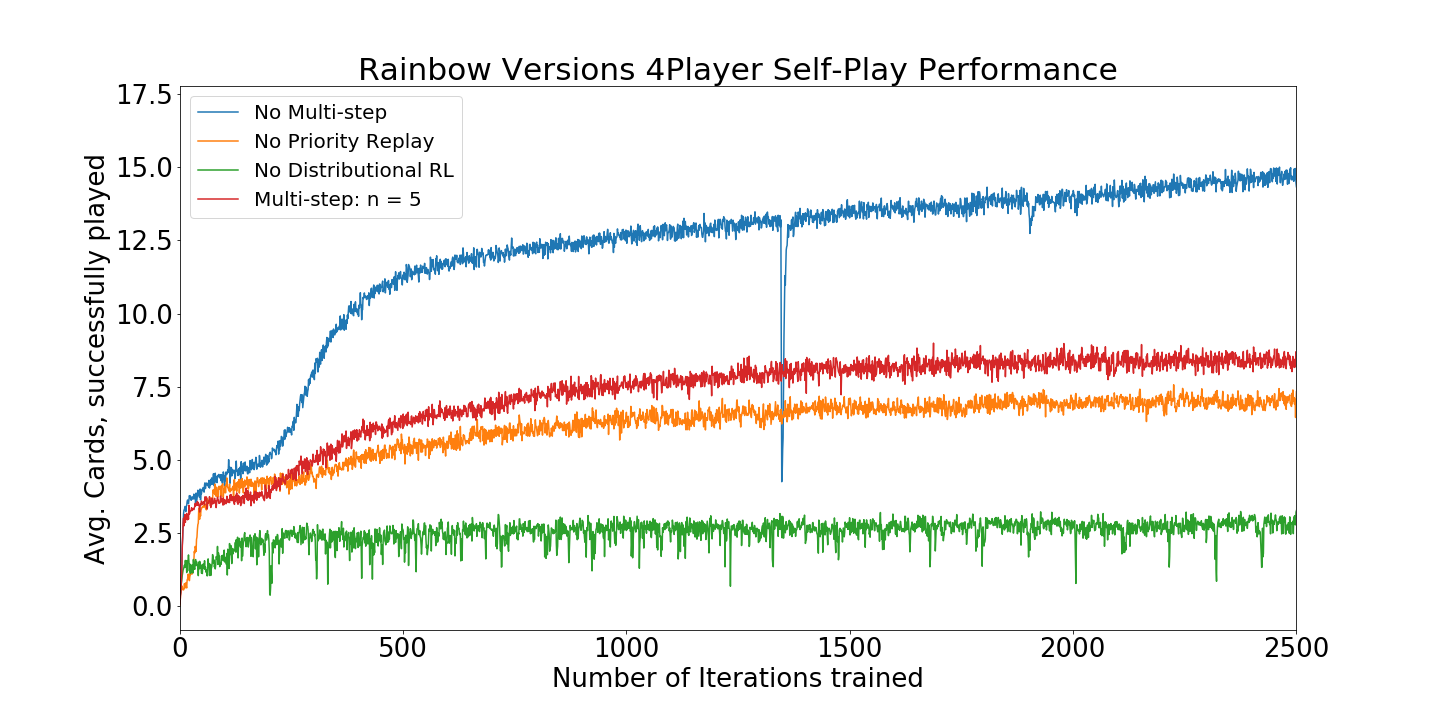 Rainbow Versions 4Player Self-Play Performance
17.5
15.0
12.5
10.0
7.5
5.0
2.5
0.0
Avg. Cards, successfully played
No Multi-step
No Priority Replay
No Distributional RL
Multi-step: n = 5
0 500 1000 1500 2000 2500
Number of Iterations trained